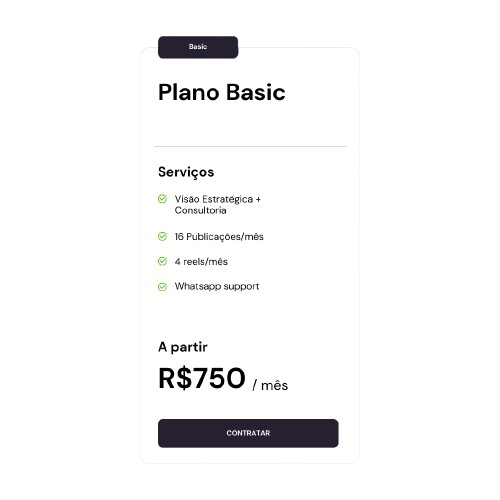 Basic
Plano Basic
Serviços
Visão Estratégica +
Consultoria
16 Publicações/mês
4 reels/mês
Whatsapp support
A partir
R$750 / mês
CONTRATAR